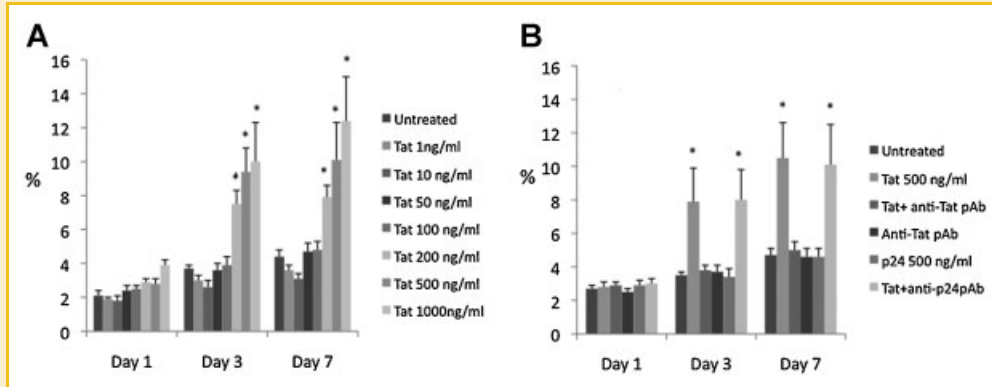 A
16
14
12
10
8
6
4
2
0
%
* * * * * *
Day 1 Day 3 Day 7
Untreated
Tat 1ng/ml
Tat 10 ng/ml
Tat 50 ng/ml
Tat 100 ng/ml
Tat 200 ng/ml
Tat 500 ng/ml
Tat 1000ng/ml
B
16
14
12
10
8
6
4
2
0
%
* * * *
Day 1 Day 3 Day 7
Untreated
Tat 500 ng/ml
Tat+ anti-Tat pAb
Anti-Tat pAb
p24 500 ng/ml
Tat+anti-p24pAb